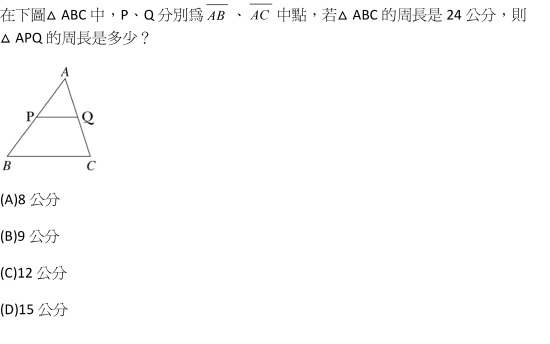 在下圖△ ABC 中，P、Q 分別為 AB 、 AC 中點，若△ ABC 的周長是 24 公分，則
△ APQ 的周長是多少？
A
P
Q
B
C
(A)8 公分
(B)9 公分
(C)12 公分
(D)15 公分